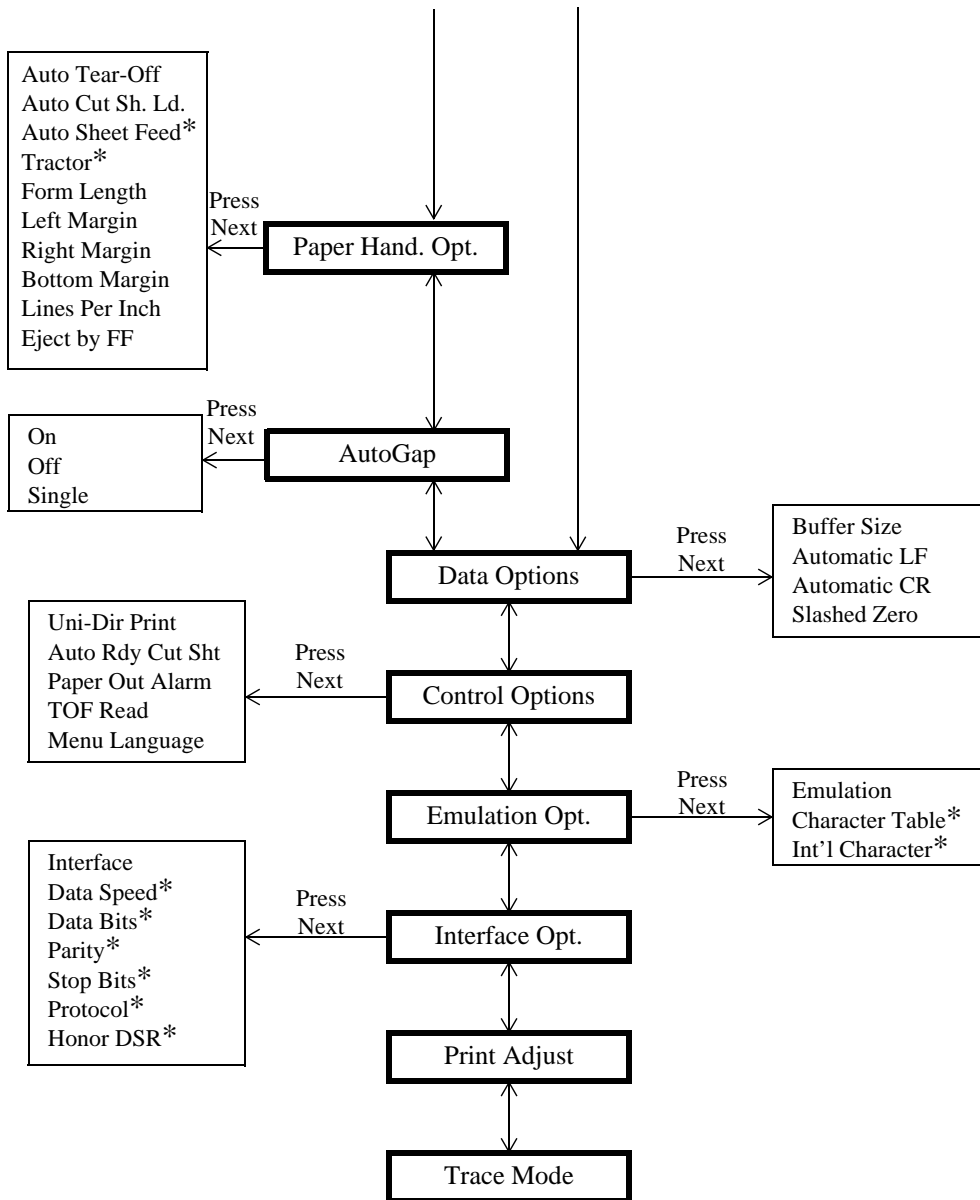 Auto Tear-Off
Auto Cut Sh. Ld.
Auto Sheet Feed*
Tractor*
Form Length
Left Margin
Right Margin
Bottom Margin
Lines Per Inch
Eject by FF
Press
Next
Paper Hand. Opt.
On
Off
Single
Press
Next
AutoGap
Data Options
Press
Next
Buffer Size
Automatic LF
Automatic CR
Slashed Zero
Uni-Dir Print
Auto Rdy Cut Sht
Paper Out Alarm
TOF Read
Menu Language
Press
Next
Control Options
Emulation Opt.
Press
Next
Emulation
Character Table*
Int’l Character*
Interface
Data Speed*
Data Bits*
Parity*
Stop Bits*
Protocol*
Honor DSR*
Press
Next
Interface Opt.
Print Adjust
Trace Mode